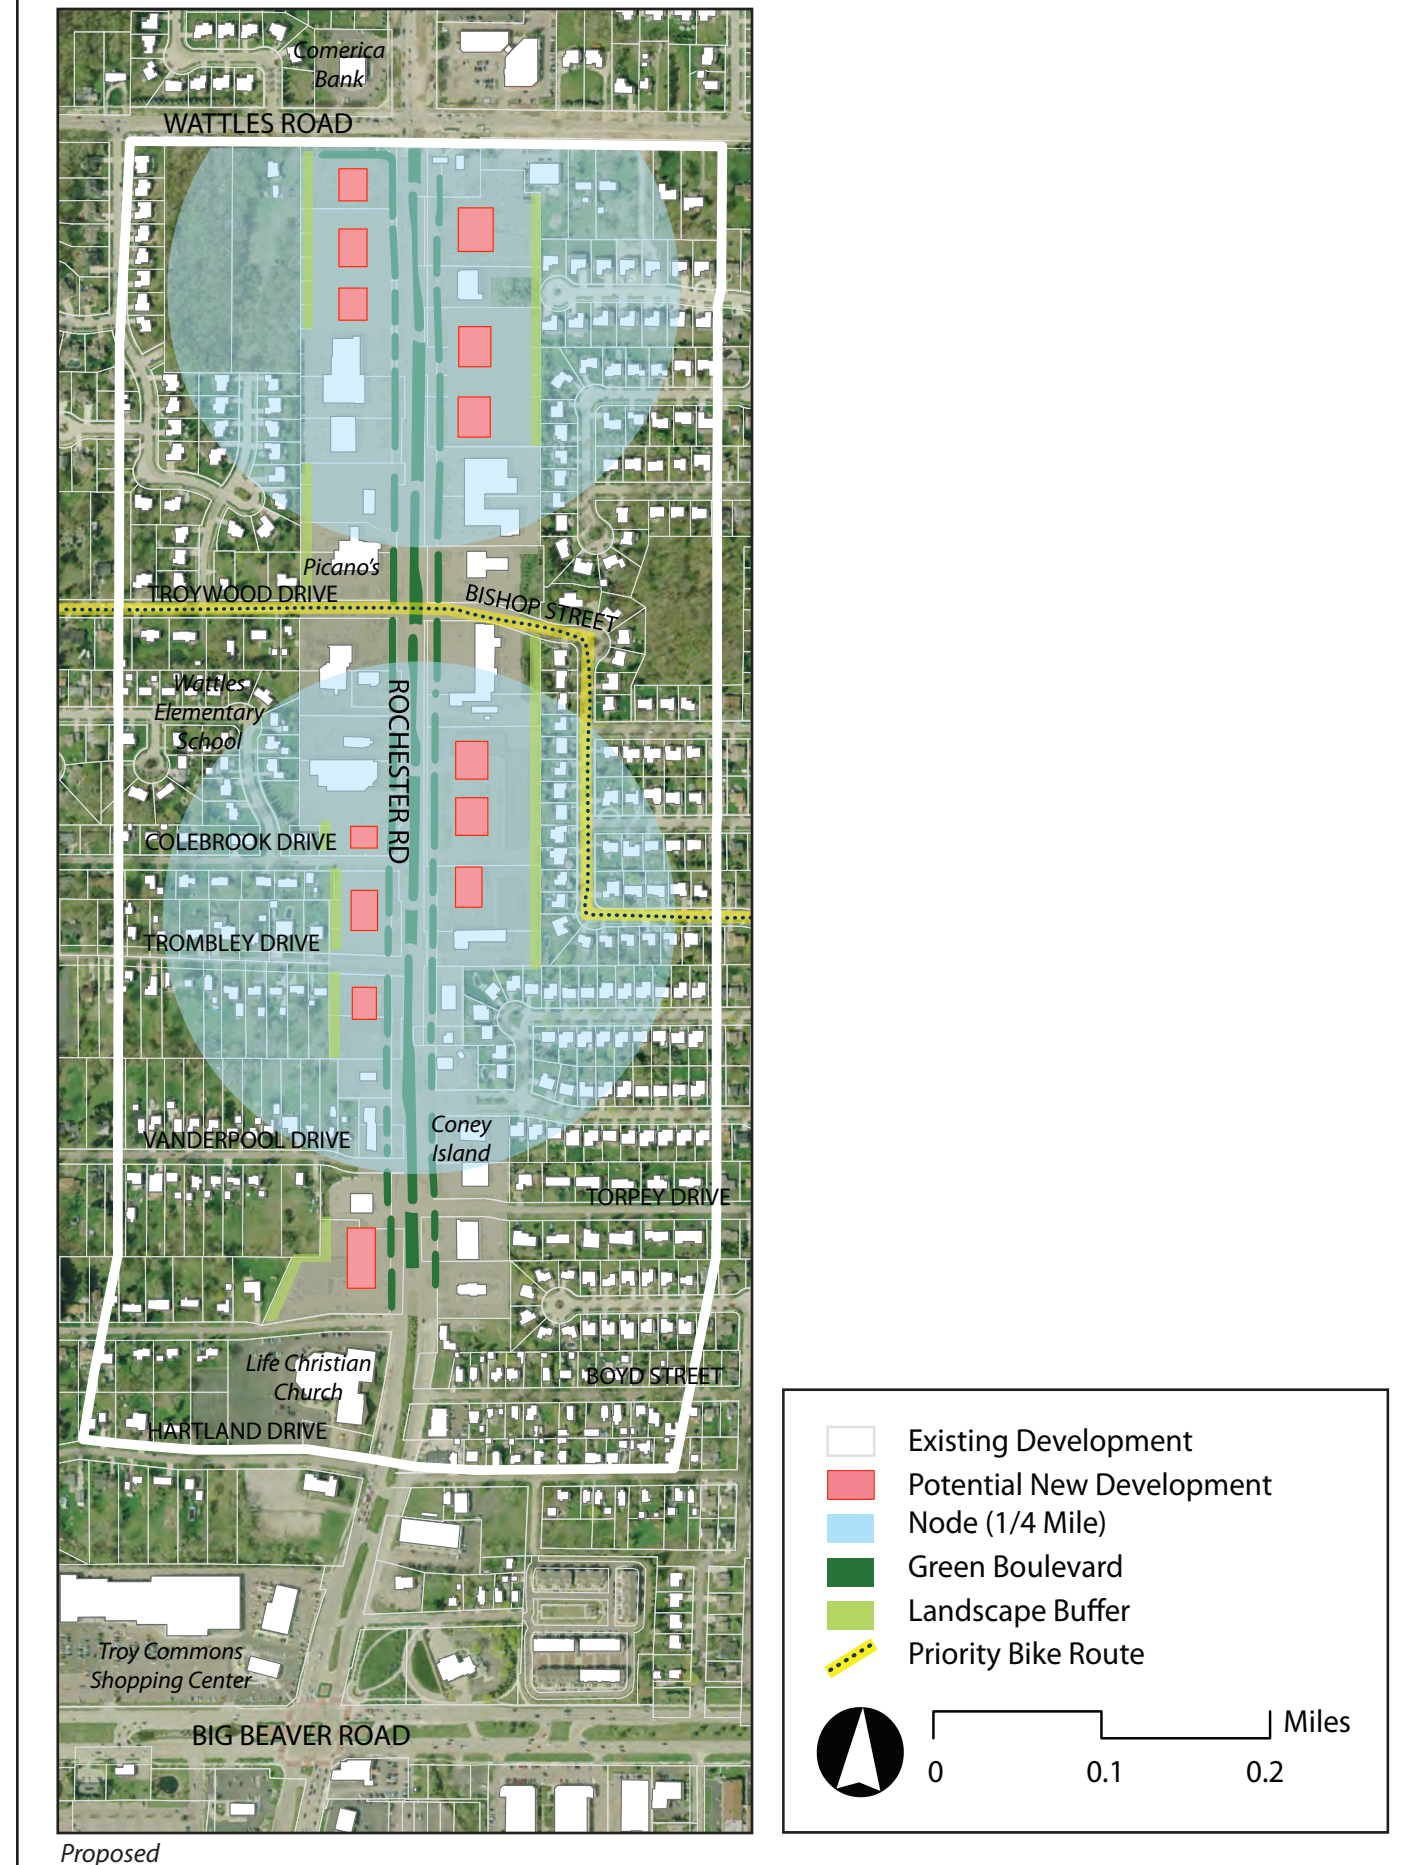 Comerica
Bank
WATTLES ROAD
Picano's
TROYWOOD DRIVE
BISHOP STREET
Wattles
Elementary
School
ROCHESTER RD
COLEBROOK DRIVE
TROMBLEY DRIVE
VANDERPOOL DRIVE
Coney
Island
TORPEY DRIVE
Life Christian
Church
BOYD STREET
HARTLAND DRIVE
Troy Commons
Shopping Center
BIG BEAVER ROAD
Proposed
Existing Development
Potential New Development
Node (1/4 Mile)
Green Boulevard
Landscape Buffer
Priority Bike Route
Miles
0 0.1 0.2